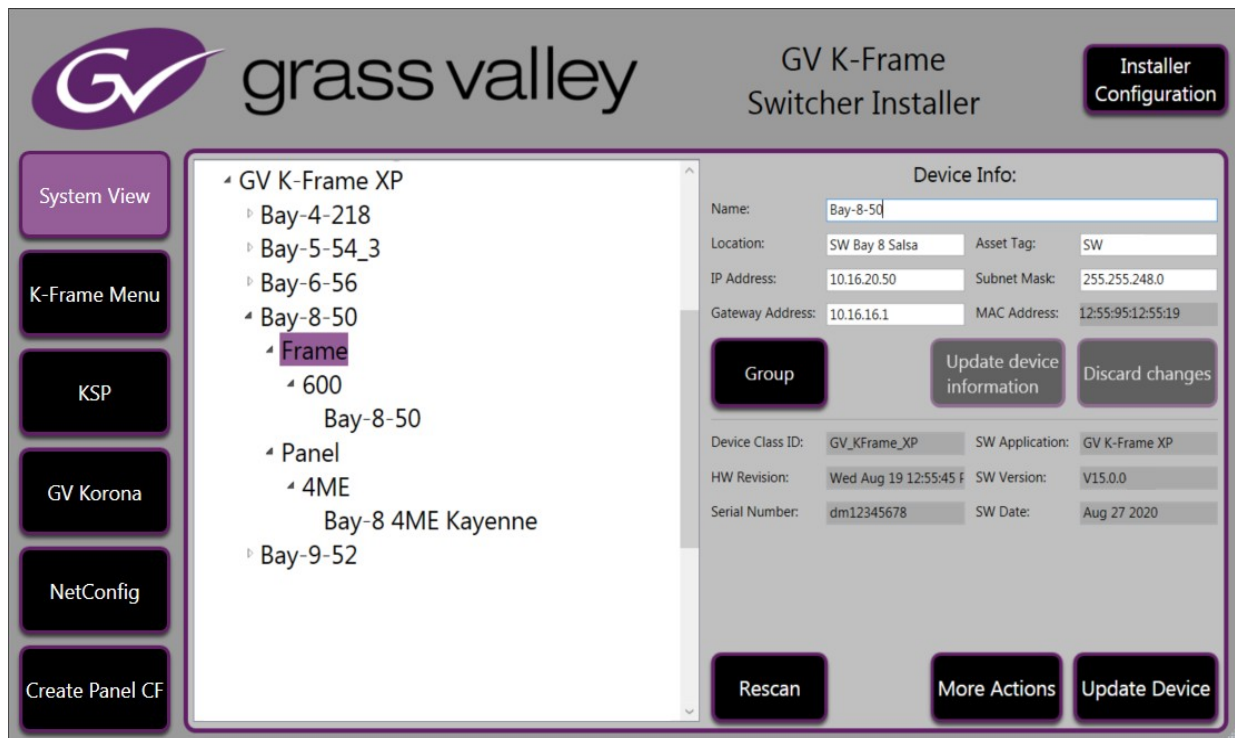 GV
grass valley
GV K-Frame
Switcher Installer
Installer
Configuration
System View
K-Frame Menu
KSP
GV Korona
NetConfig
Create Panel CF
GV K-Frame XP
Bay-4-218
Bay-5-54_3
Bay-6-56
Bay-8-50
Frame
600
Bay-8-50
Panel
4ME
Bay-8 4ME Kayenne
Bay-9-52
Device Info:
Name: Bay-8-50
Location: SW Bay 8 Salsa Asset Tag: SW
IP Address: 10.16.20.50 Subnet Mask: 255.255.248.0
Gateway Address: 10.16.16.1 MAC Address: 12:55:95:12:55:19
Group
Update device
information
Discard changes
Device Class ID: GV_KFrame_XP SW Application: GV K-Frame XP
HW Revision: Wed Aug 19 12:55:45 SW Version: V15.0.0
Serial Number: dm12345678 SW Date: Aug 27 2020
Rescan
More Actions
Update Device